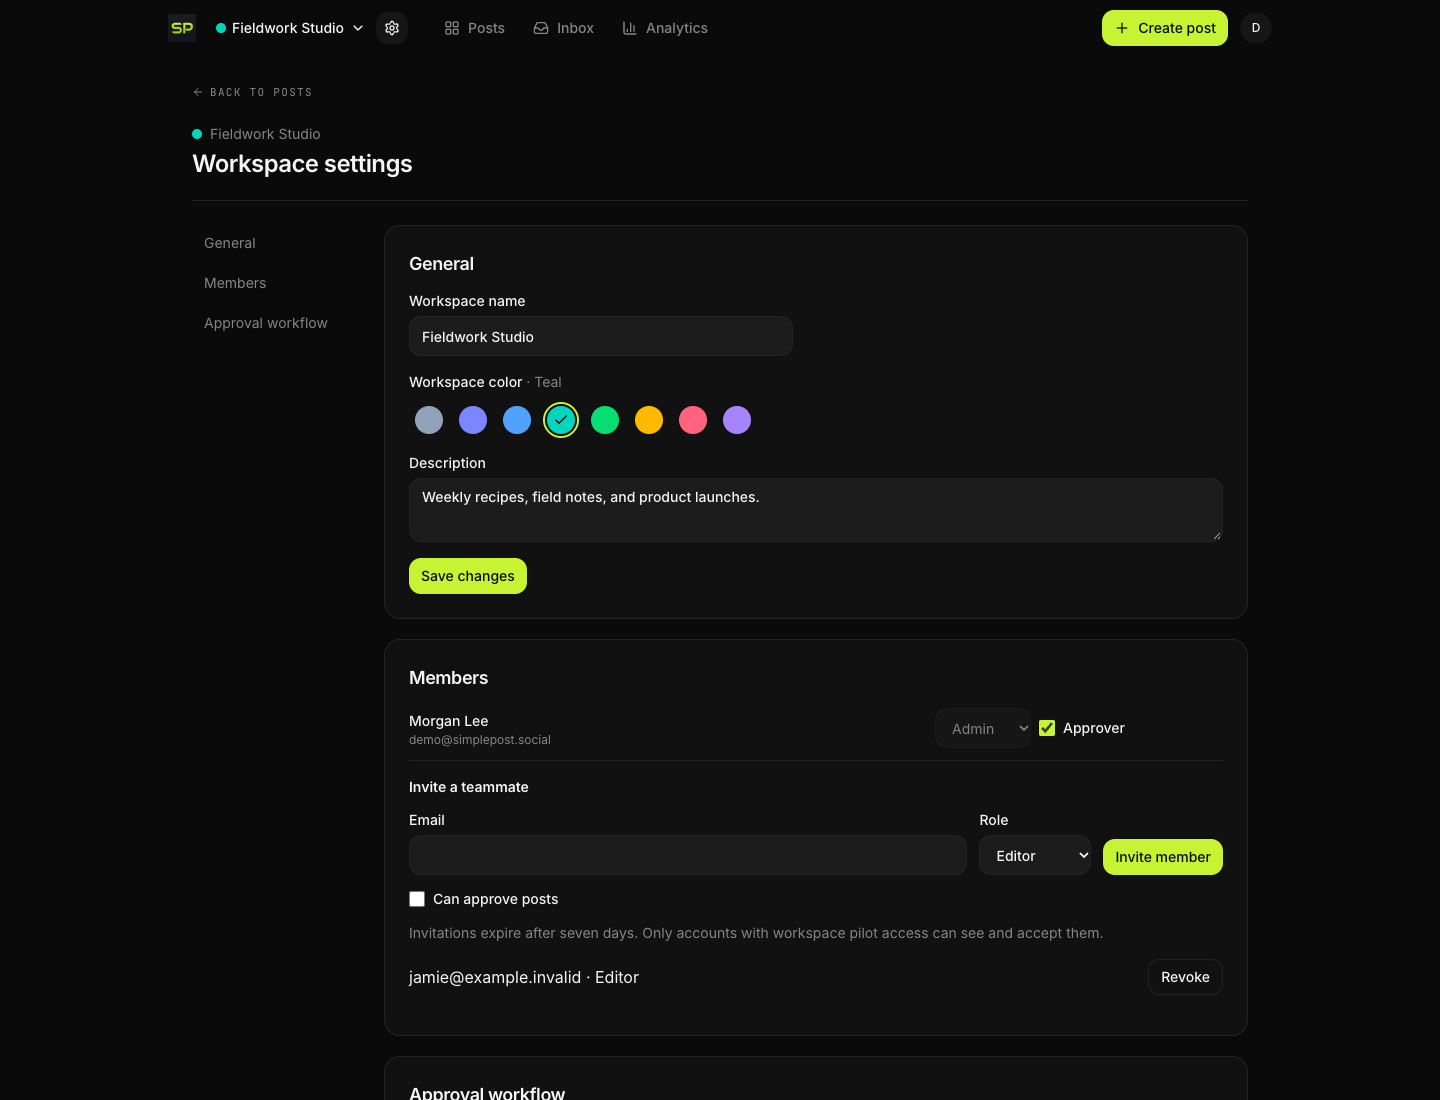 SP
Fieldwork Studio
Posts
Inbox
Analytics
Create post
D
BACK TO POSTS
Fieldwork Studio
Workspace settings
General
Members
Approval workflow
General
Workspace name
Fieldwork Studio
Workspace color · Teal
Description
Weekly recipes, field notes, and product launches.
Save changes
Members
Morgan Lee
demo@simplepost.social
Admin
Approver
Invite a teammate
Email
Role
Editor
Invite member
Can approve posts
Invitations expire after seven days. Only accounts with workspace pilot access can see and accept them.
jamie@example.invalid · Editor
Revoke
Approval workflow